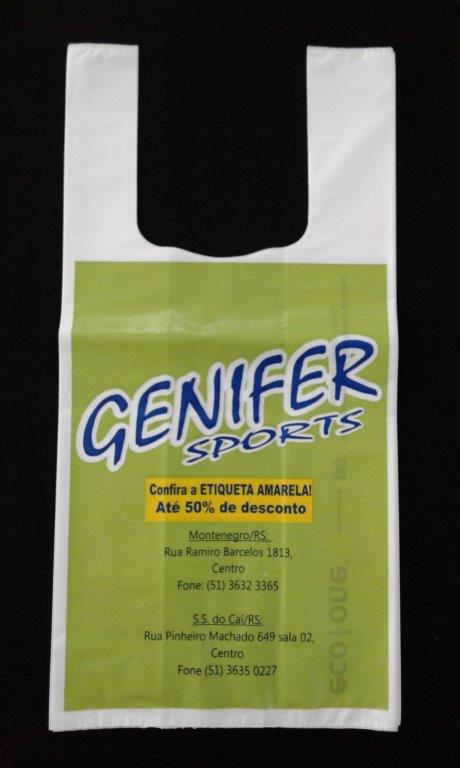 GENIFER
SPORTS
Confira a ETIQUETA AMARELA!
Até 50% de desconto
Montenegro/RS:
Rua Ramiro Barcelos 1813,
Centro
Fone: (51) 3632 3365
S.S. do Caí/RS:
Rua Pinheiro Machado 649 sala 02,
Centro
Fone (51) 3635 0227
one.